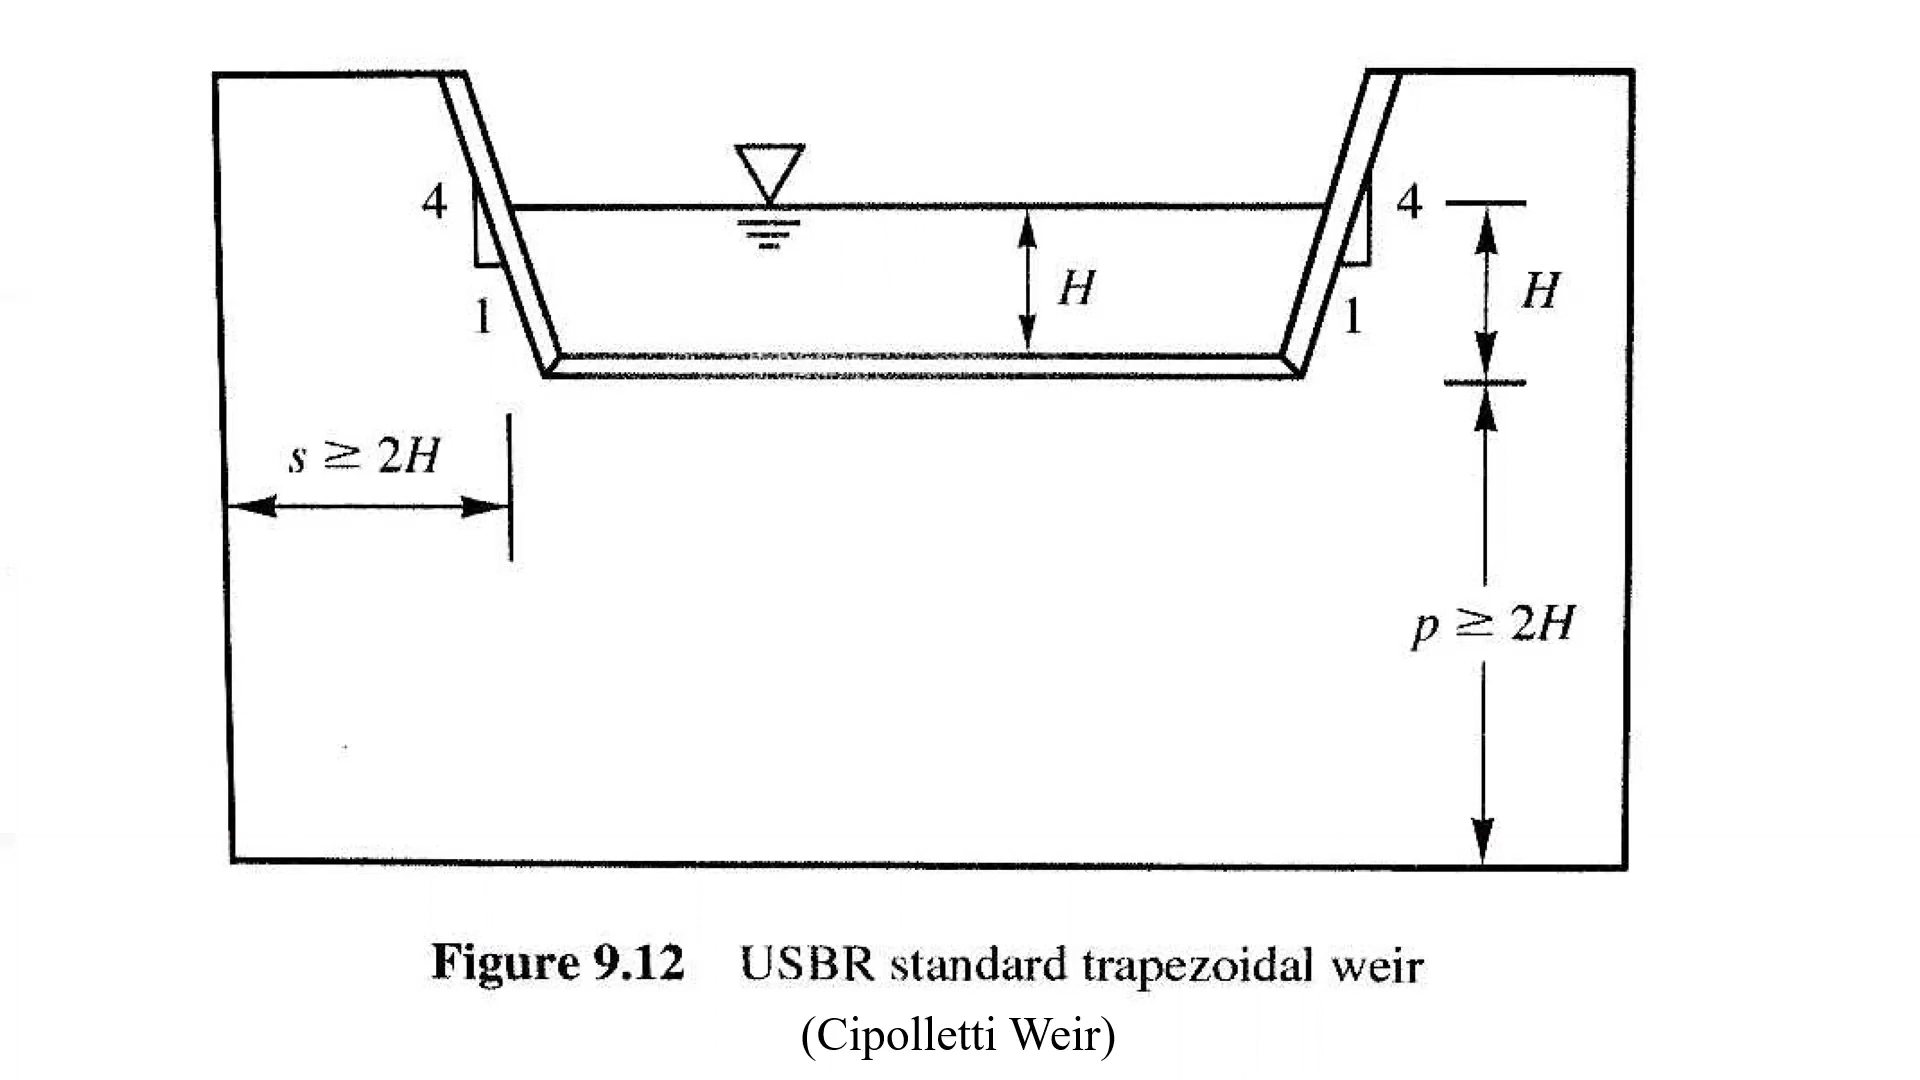 4
4
H
H
1
1
s ≥ 2H
p ≥ 2H
Figure 9.12 USBR standard trapezoidal weir
(Cipolletti Weir)